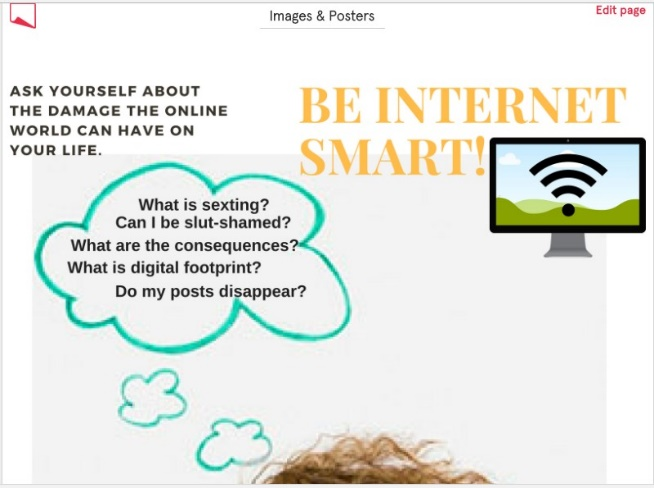 Images & Posters
Edit page
ASK YOURSELF ABOUT
THE DAMAGE THE ONLINE
WORLD CAN HAVE ON
YOUR LIFE.
BE INTERNET
SMART!
What is sexting?
Can I be slut-shamed?
What are the consequences?
What is digital footprint?
Do my posts disappear?